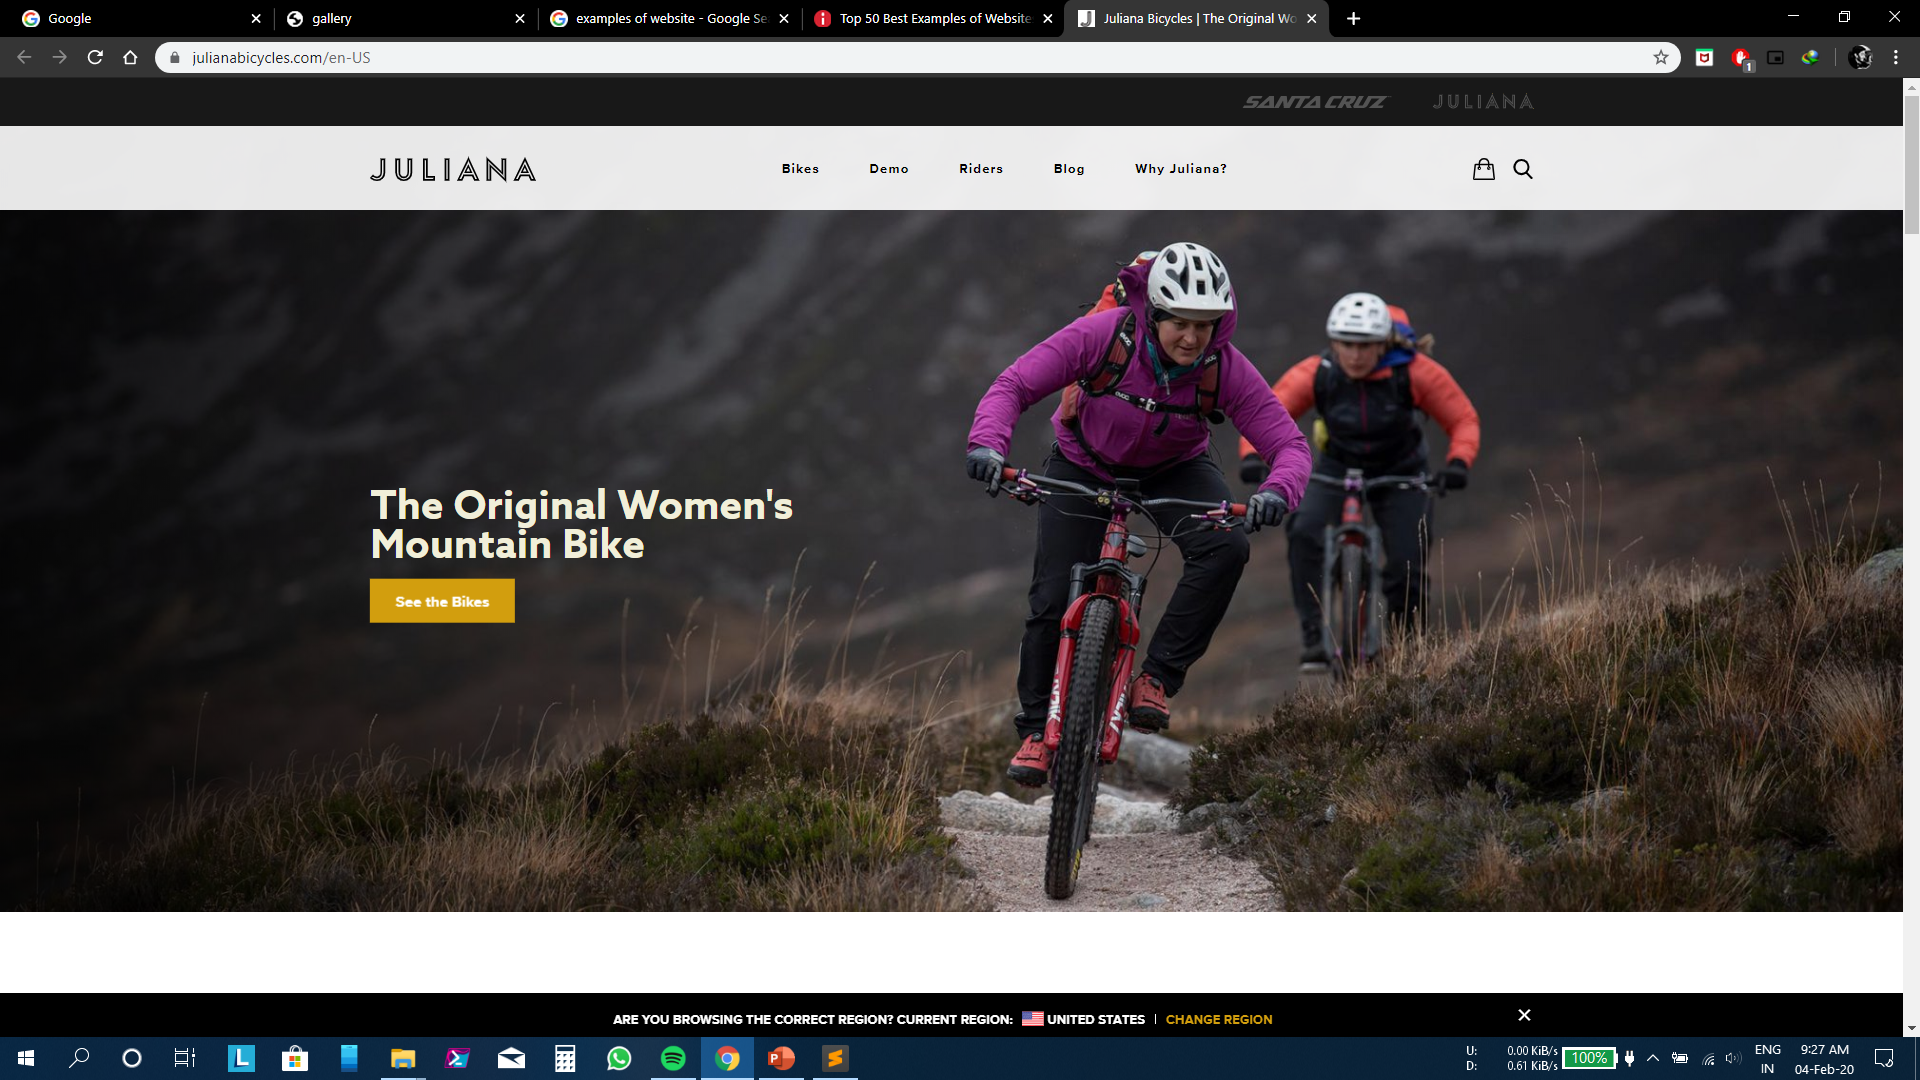 Google
gallery
examples of website - Google Se
Top 50 Best Examples of Website
Juliana Bicycles | The Original Wo
julianabicycles.com/en-US
1
SANTA CRUZ
JULIANA
JULIANA
Bikes
Demo
Riders
Blog
Why Juliana?
The Original Women's
Mountain Bike
See the Bikes
ARE YOU BROWSING THE CORRECT REGION? CURRENT REGION: UNITED STATES | CHANGE REGION
U: 0.00 KiB/s
D: 0.61 KiB/s
100%
ENG
IN
9:27 AM
04-Feb-20